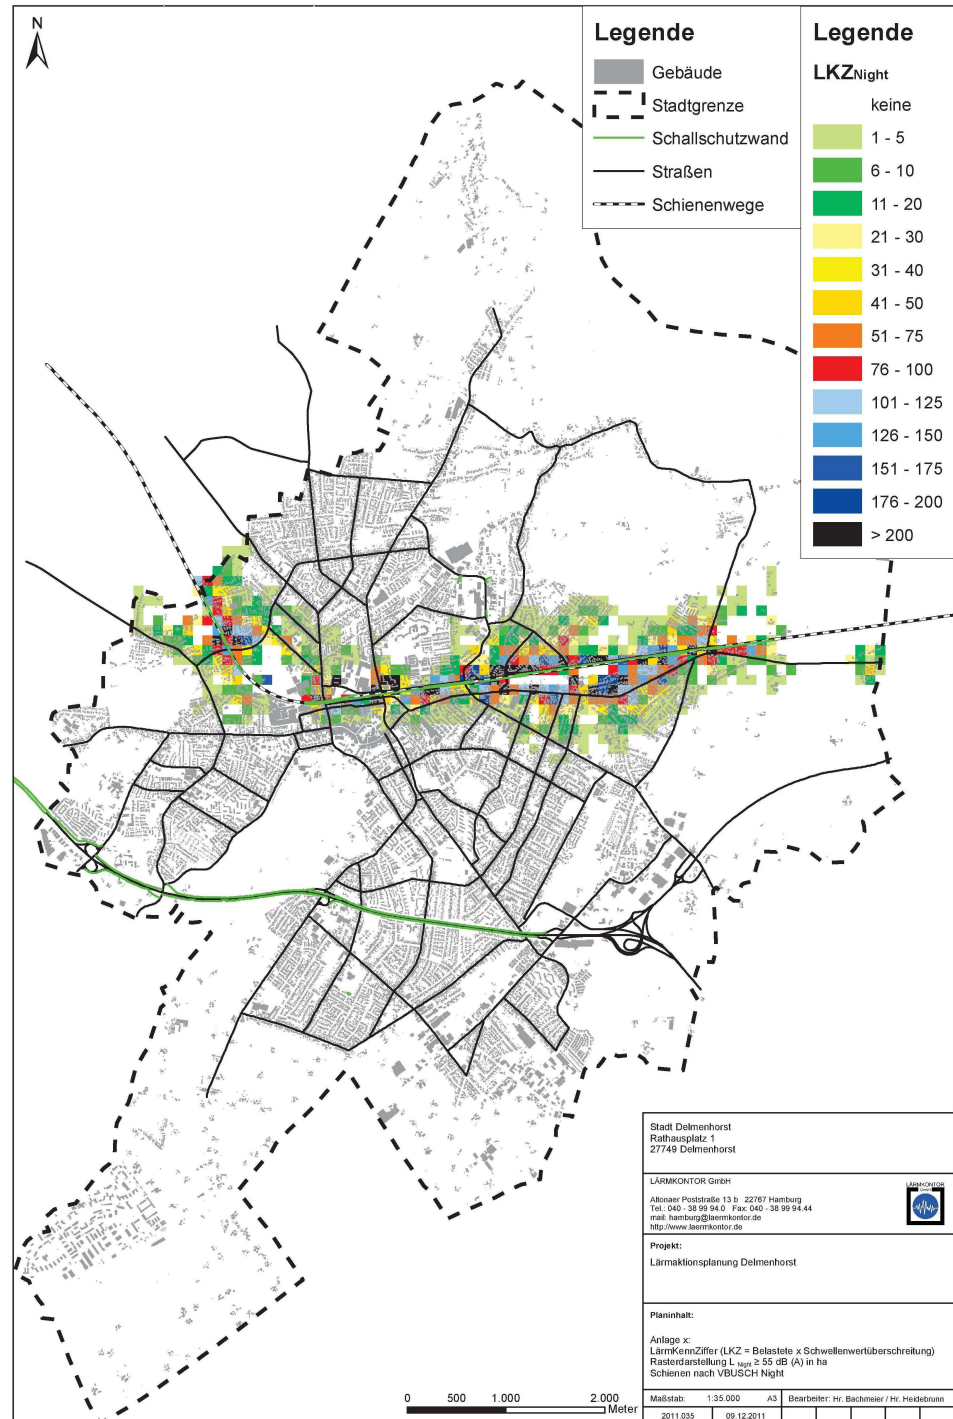 N
Legende
Gebäude
Stadtgrenze
Schallschutzwand
Straßen
Schienenwege
Legende
LKZNight
keine
1 - 5
6 - 10
11 - 20
21 - 30
31 - 40
41 - 50
51 - 75
76 - 100
101 - 125
126 - 150
151 - 175
176 - 200
> 200
0 500 1.000 2.000
Meter
Stadt Delmenhorst
Rathausplatz 1
27749 Delmenhorst
LÄRMKONTOR GmbH
Altonaer Poststraße 13 b 22767 Hamburg
Tel.: 040 - 38 99 94.0 Fax: 040 - 38 99 94.44
mail: hamburg@laermkontor.de
http://www.laermkontor.de
LÄRMKONTOR
Projekt:
Lärmaktionsplanung Delmenhorst
Planinhalt:
Anlage x:
LärmKennZiffer (LKZ = Belastete x Schwellenwertüberschreitung)
Rasterdarstellung L Night ≥ 55 dB (A) in ha
Schienen nach VBUSCH Night
Maßstab: 1:35.000 A3 Bearbeiter: Hr. Bachmeier / Hr. Heidebrunn
2011.035 09.12.2011